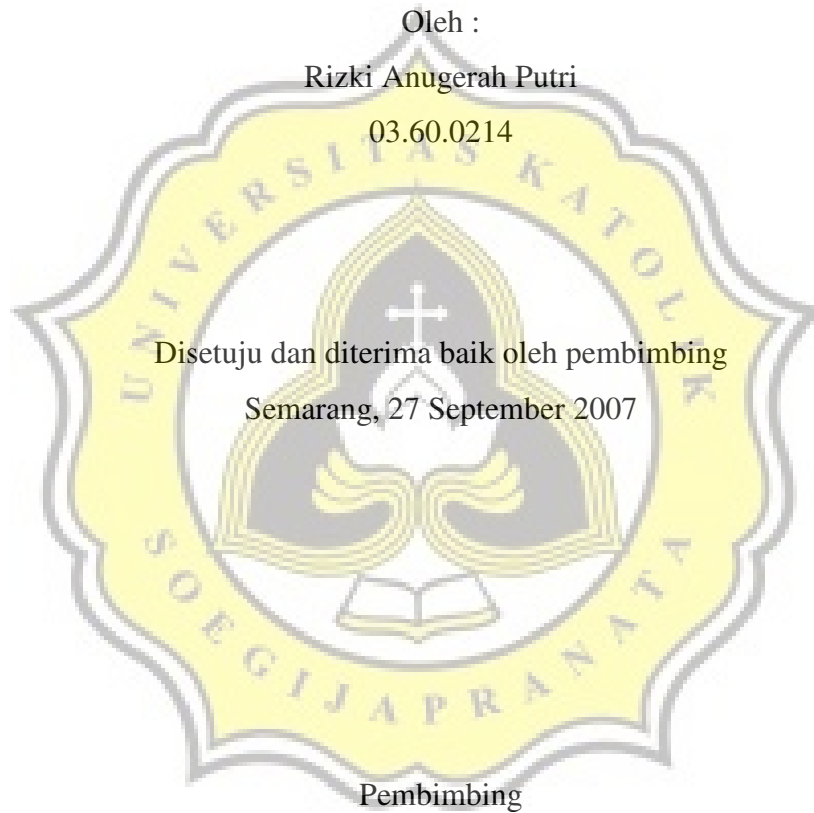 Oleh :
Rizki Anugerah Putri
03.60.0214
UNIVERSITAS KATOLIK
Disetuju dan diterima baik oleh pembimbing
Semarang, 27 September 2007
SOEGIJAPRANATA
Pembimbing